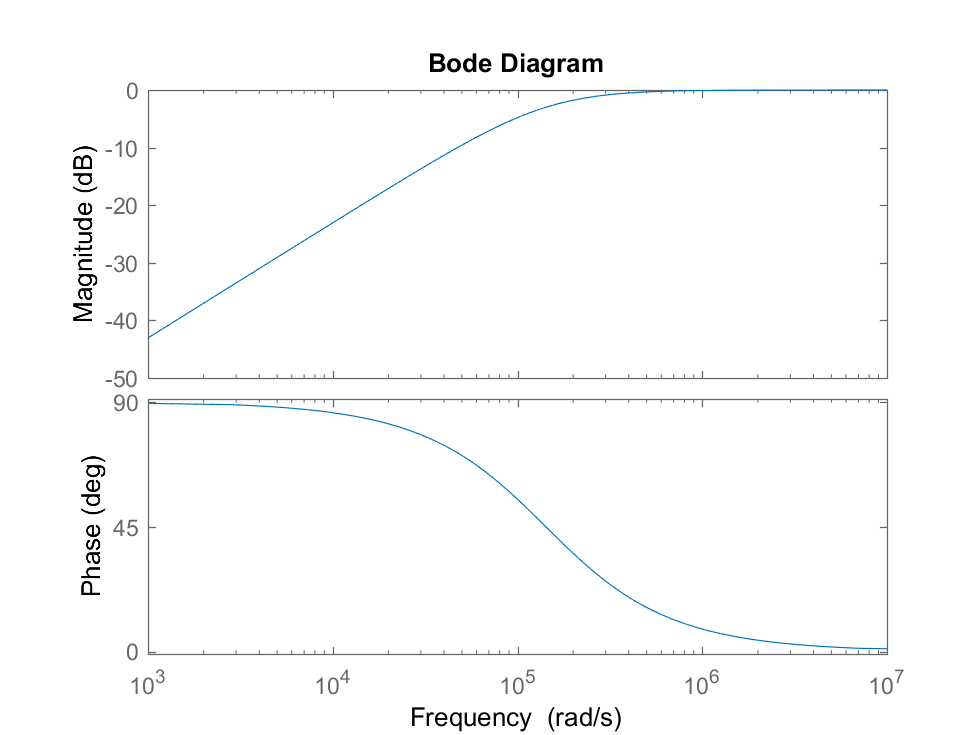 Bode Diagram
0
-10
-20
-30
-40
-50
Magnitude (dB)
90
45
0
Phase (deg)
10^3 10^4 10^5 10^6 10^7
Frequency (rad/s)